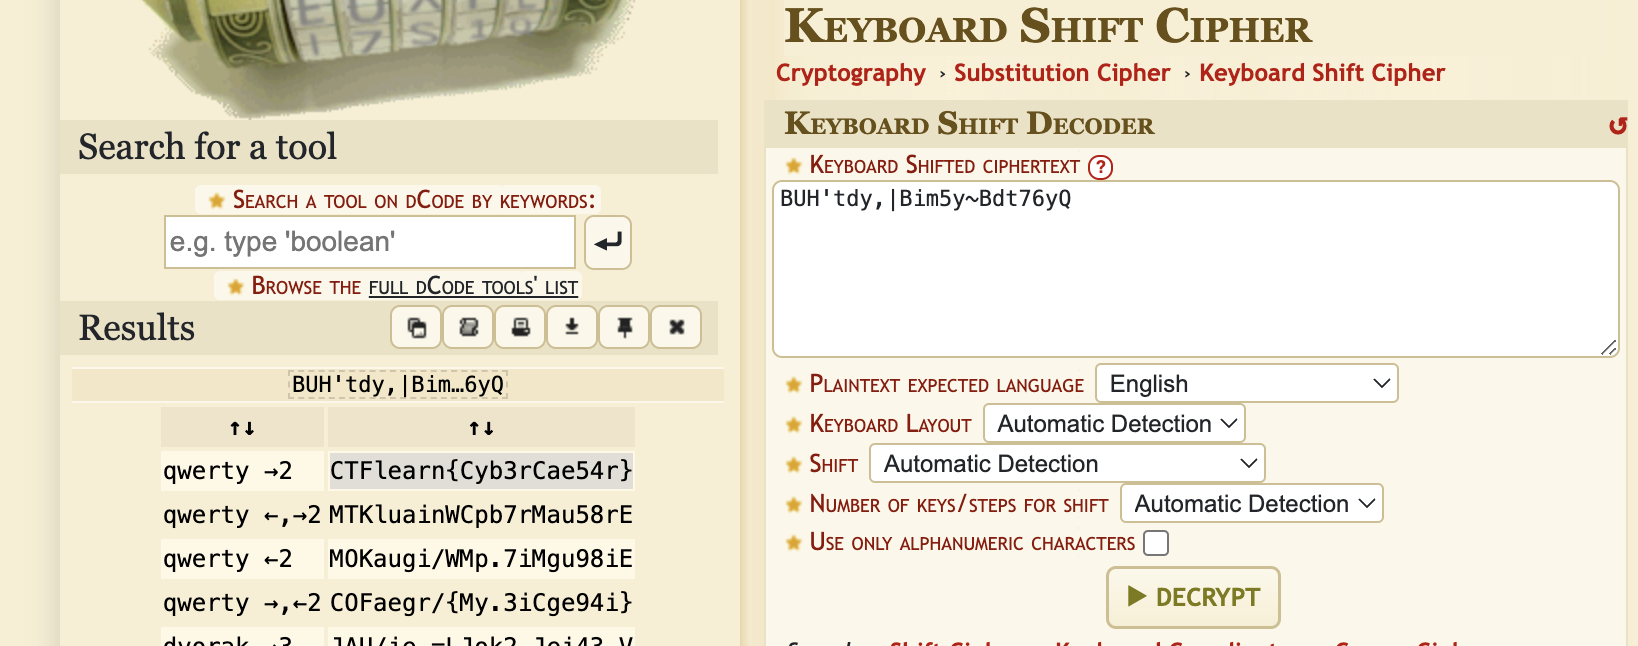 Search for a tool
★ Search a tool on dCode by keywords:
e.g. type 'boolean'
★ Browse the full dCode tools' list
Results
BUH'tdy,|Bim…6yQ
↑↓ ↑↓
qwerty →2 CTFlearn{Cyb3rCae54r}
qwerty ←,→2 MTKluainWCpb7rMau58rE
qwerty ←2 MOKaugi/WMp.7iMgu98iE
qwerty →,←2 COFaegr/{My.3iCge94i}
Keyboard Shift Cipher
Cryptography › Substitution Cipher › Keyboard Shift Cipher
Keyboard Shift Decoder
★ Keyboard Shifted ciphertext ?
BUH'tdy,|Bim5y~Bdt76yQ
★ Plaintext expected language English
★ Keyboard Layout Automatic Detection
★ Shift Automatic Detection
★ Number of keys/steps for shift Automatic Detection
★ Use only alphanumeric characters
▶ DECRYPT